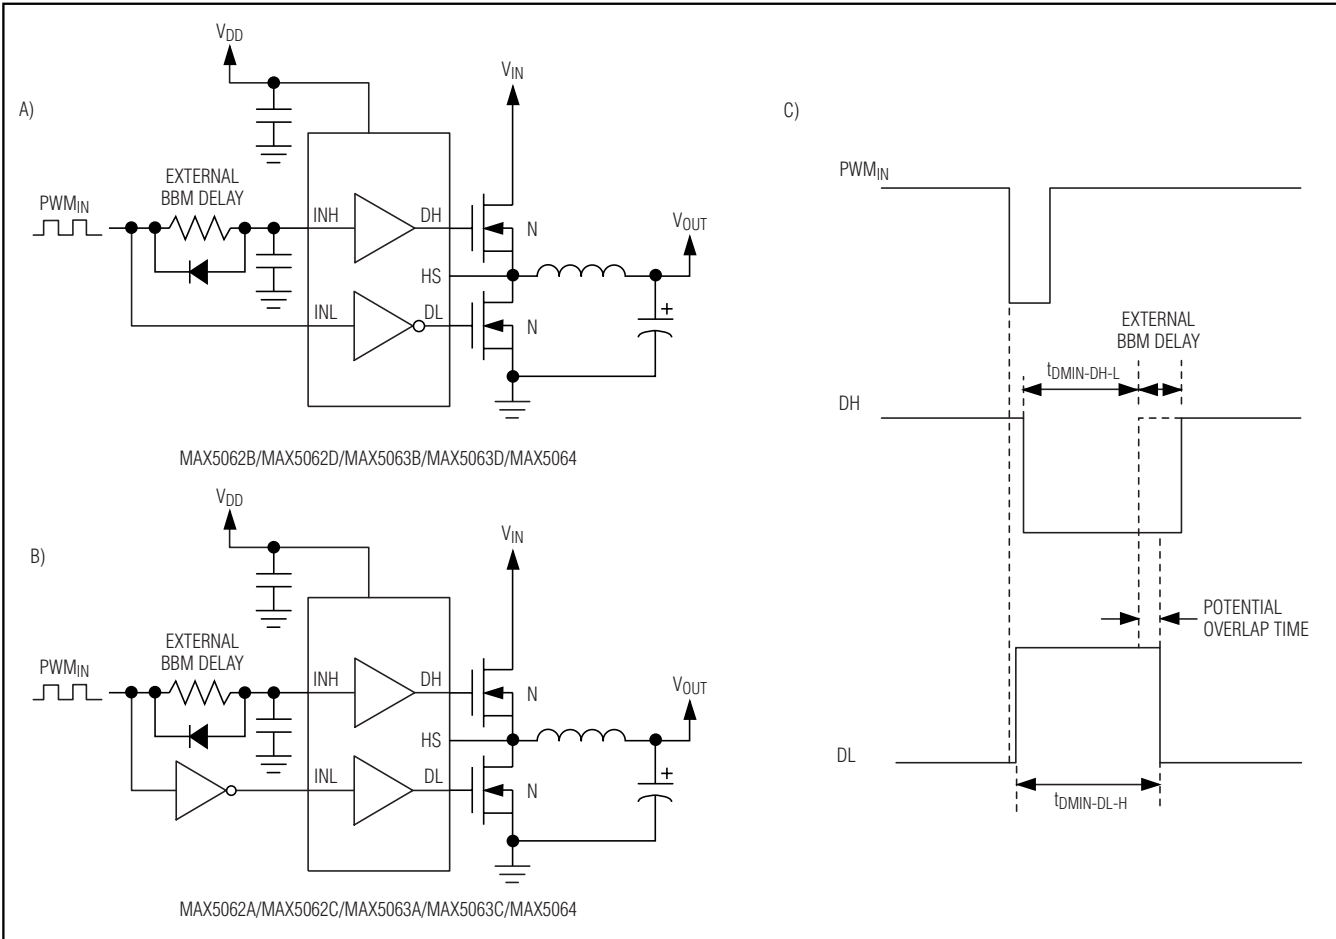 A)
VDD
VIN
EXTERNAL
BBM DELAY
PWMIN
INH
DH
N
VOUT
HS
INL
DL
N
+
MAX5062B/MAX5062D/MAX5063B/MAX5063D/MAX5064
B)
VDD
VIN
EXTERNAL
BBM DELAY
PWMIN
INH
DH
N
VOUT
HS
INL
DL
N
+
MAX5062A/MAX5062C/MAX5063A/MAX5063C/MAX5064
C)
PWMIN
EXTERNAL
BBM DELAY
tDMIN-DH-L
DH
POTENTIAL
OVERLAP TIME
DL
tDMIN-DL-H